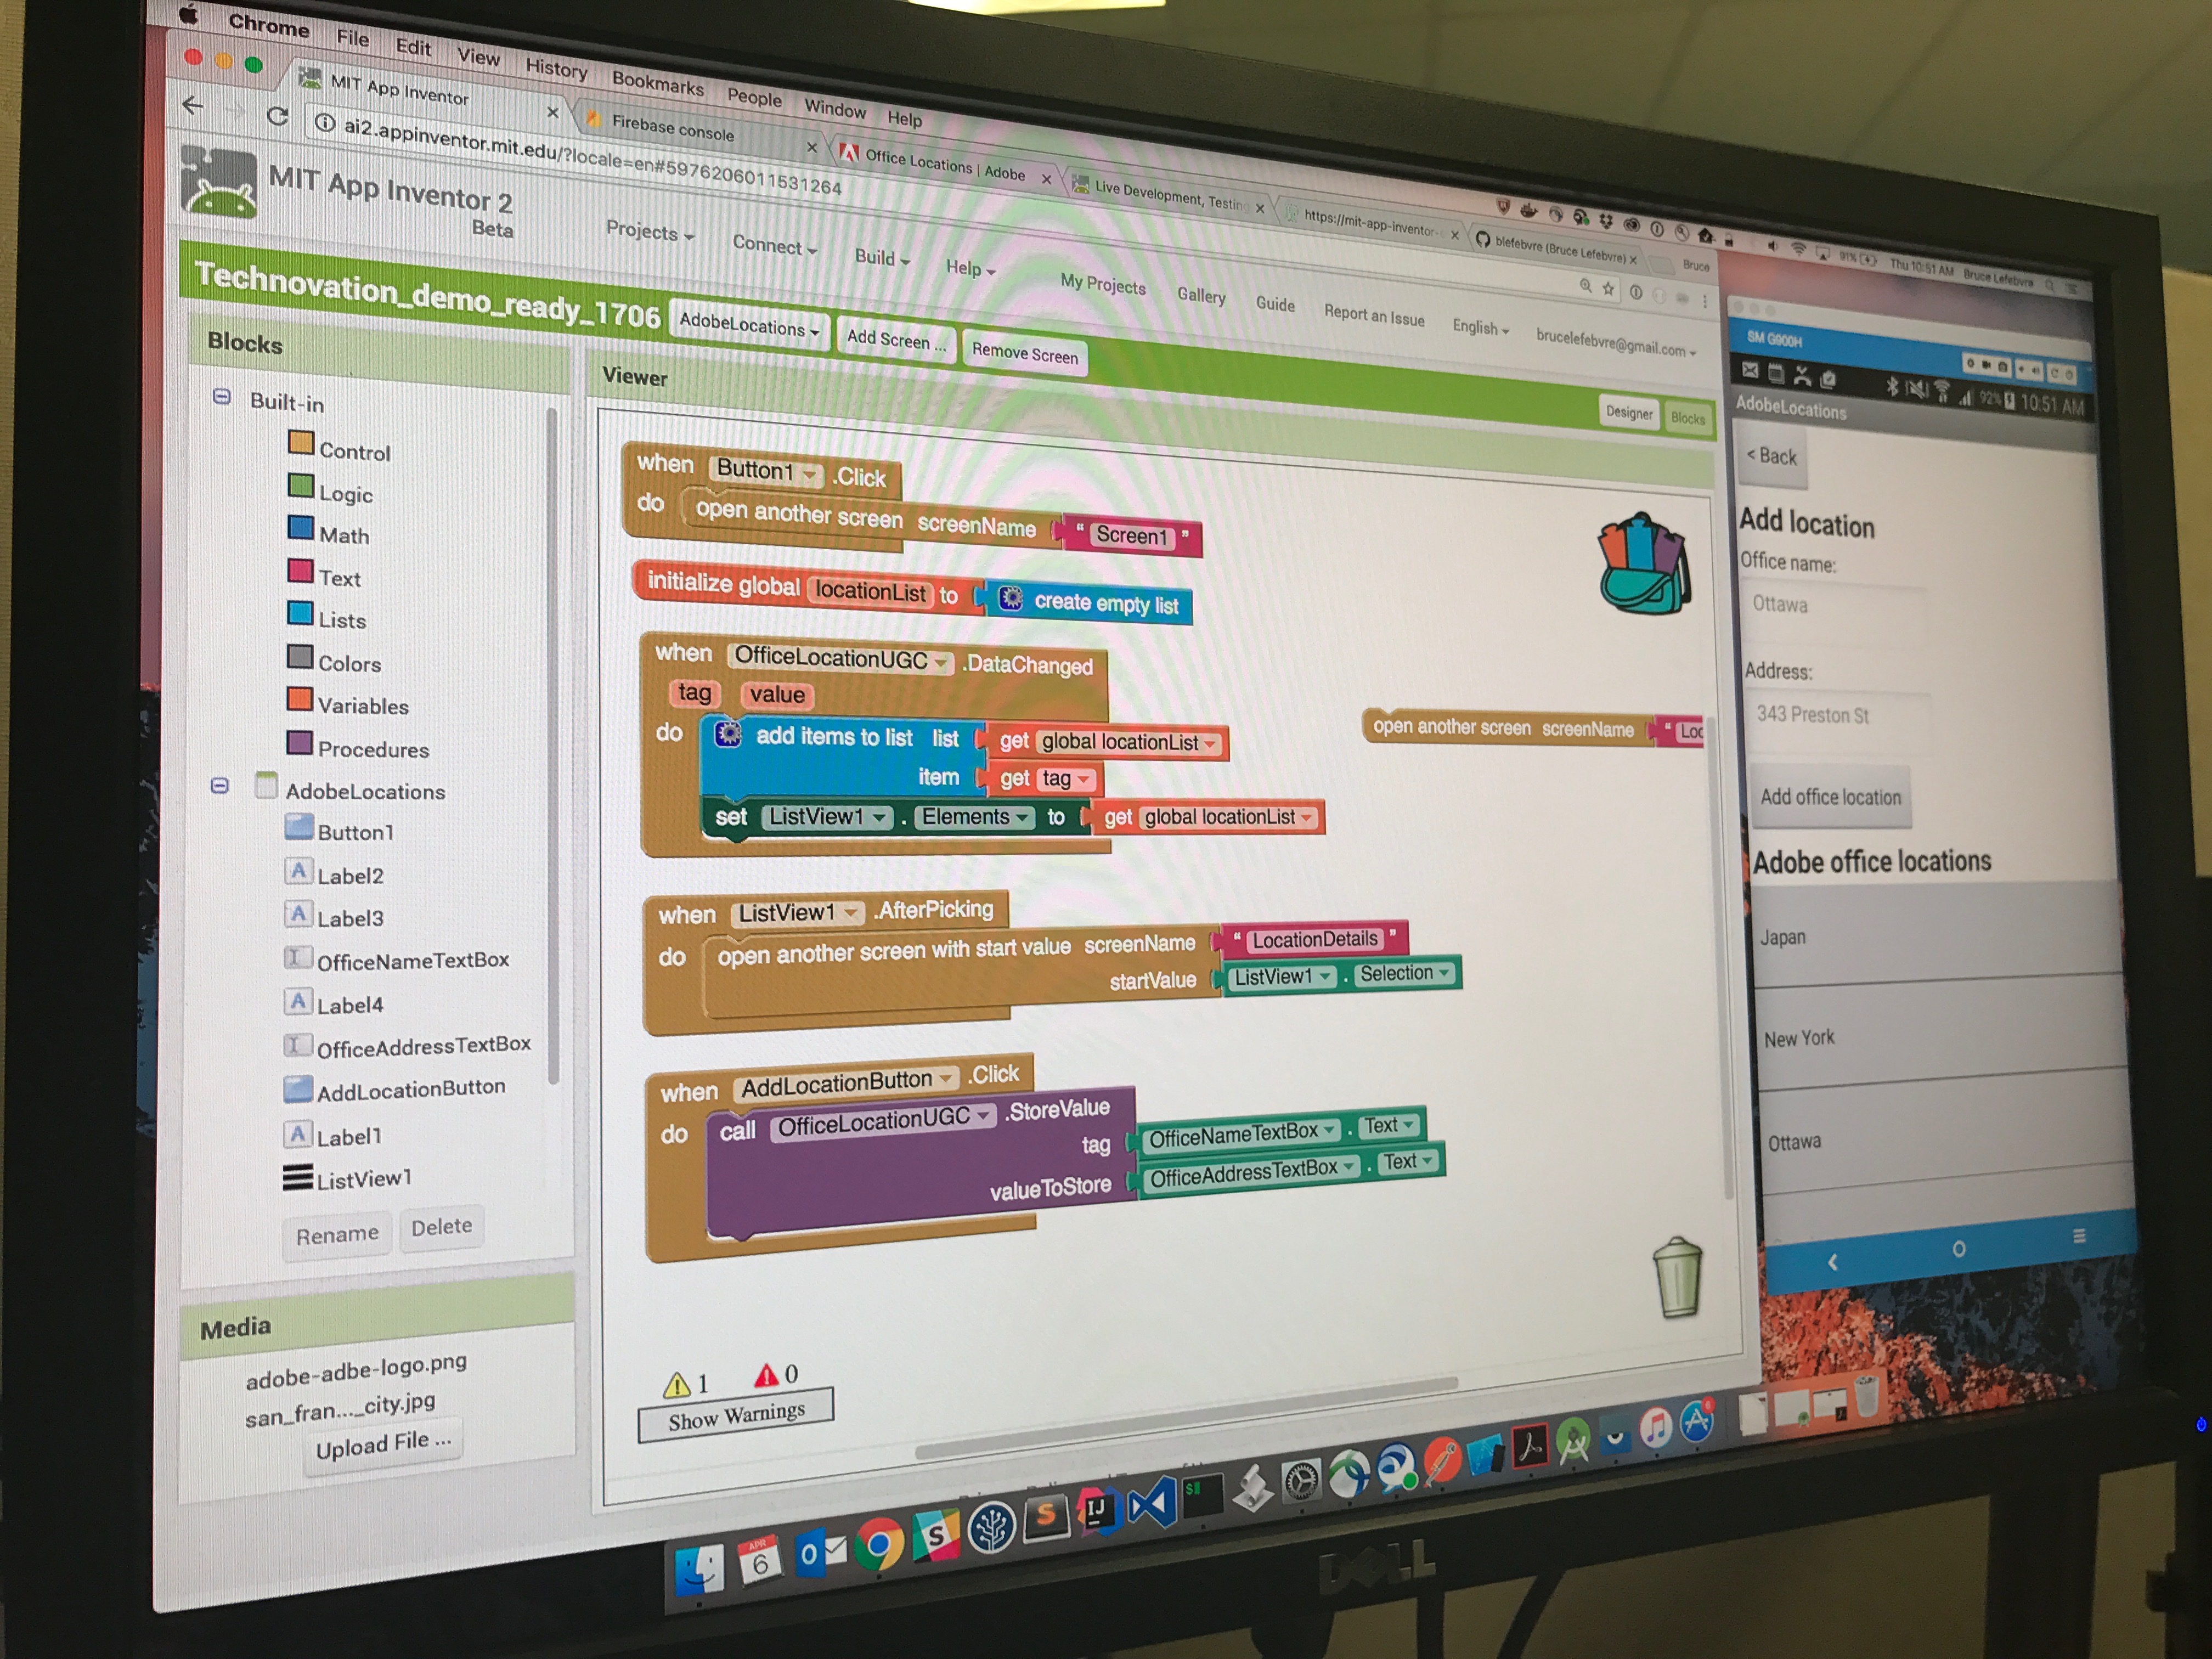 Chrome File Edit View History Bookmarks People Window Help
91% Thu 10:51 AM Bruce Lefebvre
MIT App Inventor
Firebase console
Office Locations | Adobe
Live Development, Testing
https://mit-app-inventor-
blefebvre (Bruce Lefebvre)
Bruce
ai2.appinventor.mit.edu/?locale=en#5976206011531264
MIT App Inventor 2
Beta
Projects Connect Build Help My Projects Gallery Guide Report an Issue English brucelefebvre@gmail.com
Technovation_demo_ready_1706 AdobeLocations Add Screen ... Remove Screen
Designer Blocks
Blocks
Built-in
Control
Logic
Math
Text
Lists
Colors
Variables
Procedures
AdobeLocations
Button1
Label2
Label3
OfficeNameTextBox
Label4
OfficeAddressTextBox
AddLocationButton
Label1
ListView1
Rename Delete
Media
adobe-adbe-logo.png
san_fran..._city.jpg
Upload File ...
Viewer
when Button1 .Click
do open another screen screenName “ Screen1 ”
initialize global locationList to create empty list
when OfficeLocationUGC .DataChanged
tag value
do add items to list list get global locationList
item get tag
set ListView1 . Elements to get global locationList
open another screen screenName “ Loc
when ListView1 .AfterPicking
do open another screen with start value screenName “ LocationDetails ”
startValue ListView1 . Selection
when AddLocationButton .Click
do call OfficeLocationUGC .StoreValue
tag OfficeNameTextBox . Text
valueToStore OfficeAddressTextBox . Text
1 0
Show Warnings
SM G900H
92% 10:51 AM
AdobeLocations
< Back
Add location
Office name:
Ottawa
Address:
343 Preston St
Add office location
Adobe office locations
Japan
New York
Ottawa
APR
6
S
S
IJ
$
DELL